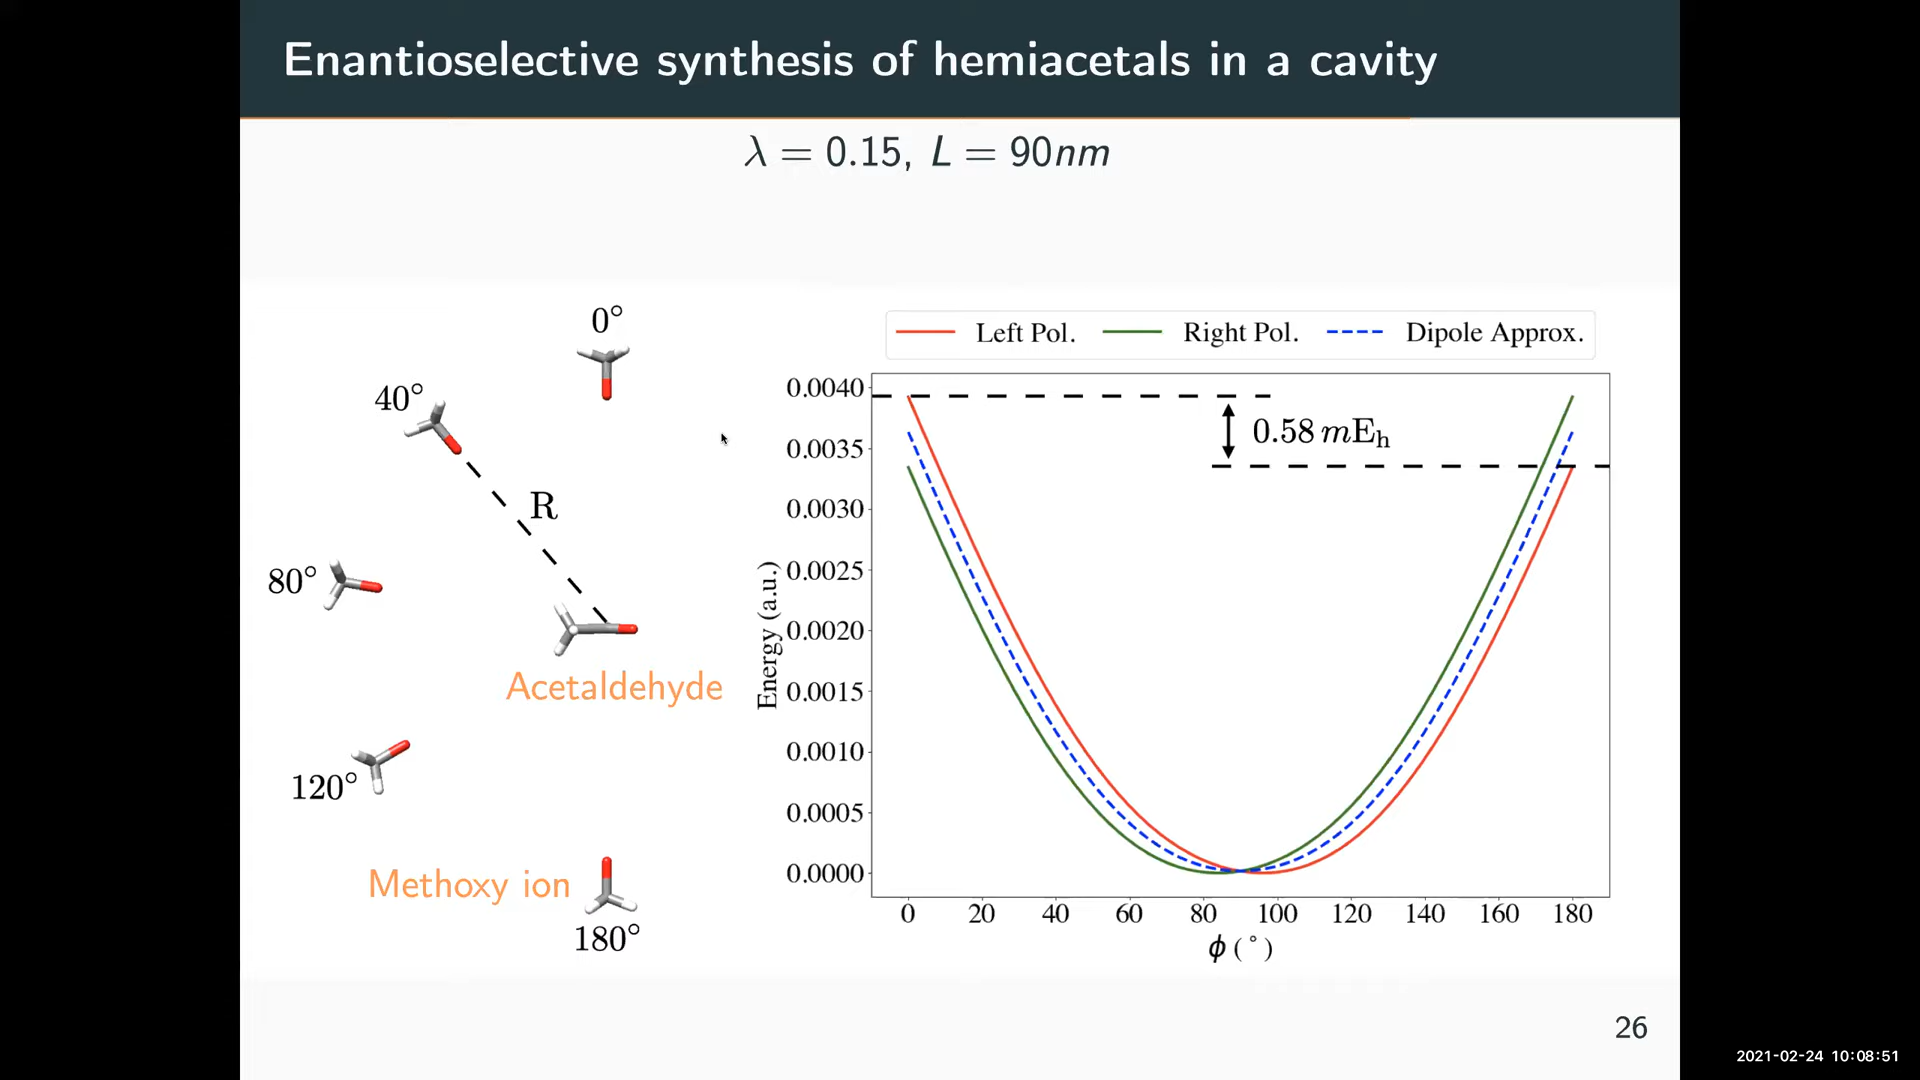 Enantioselective synthesis of hemiacetals in a cavity
λ = 0.15, L = 90nm
0°
40°
R
80°
Acetaldehyde
120°
Methoxy ion
180°
Left Pol. Right Pol. Dipole Approx.
0.0040
0.0035
0.0030
0.0025
0.0020
0.0015
0.0010
0.0005
0.0000
Energy (a.u.)
0.58 mEₕ
0 20 40 60 80 100 120 140 160 180
ϕ (°)
26
2021-02-24 10:08:51